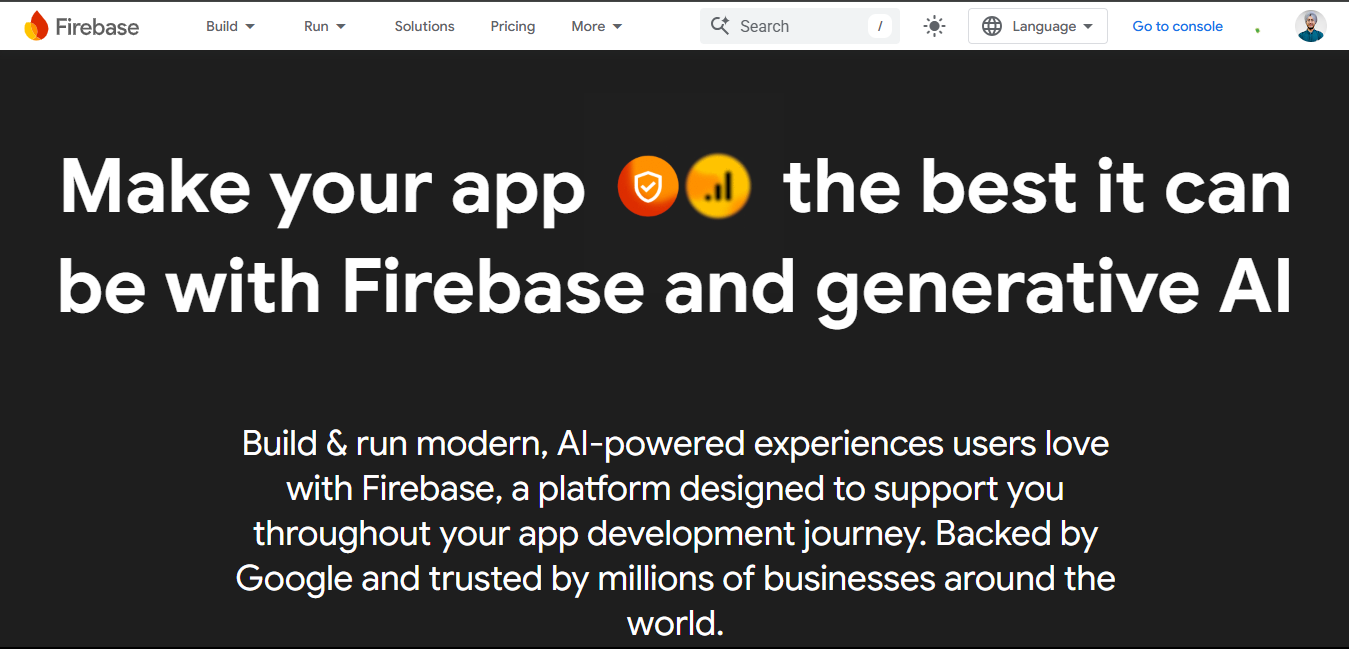 Firebase Build Run Solutions Pricing More Search / Language Go to console
Make your app the best it can
be with Firebase and generative AI
Build & run modern, AI-powered experiences users love
with Firebase, a platform designed to support you
throughout your app development journey. Backed by
Google and trusted by millions of businesses around the
world.